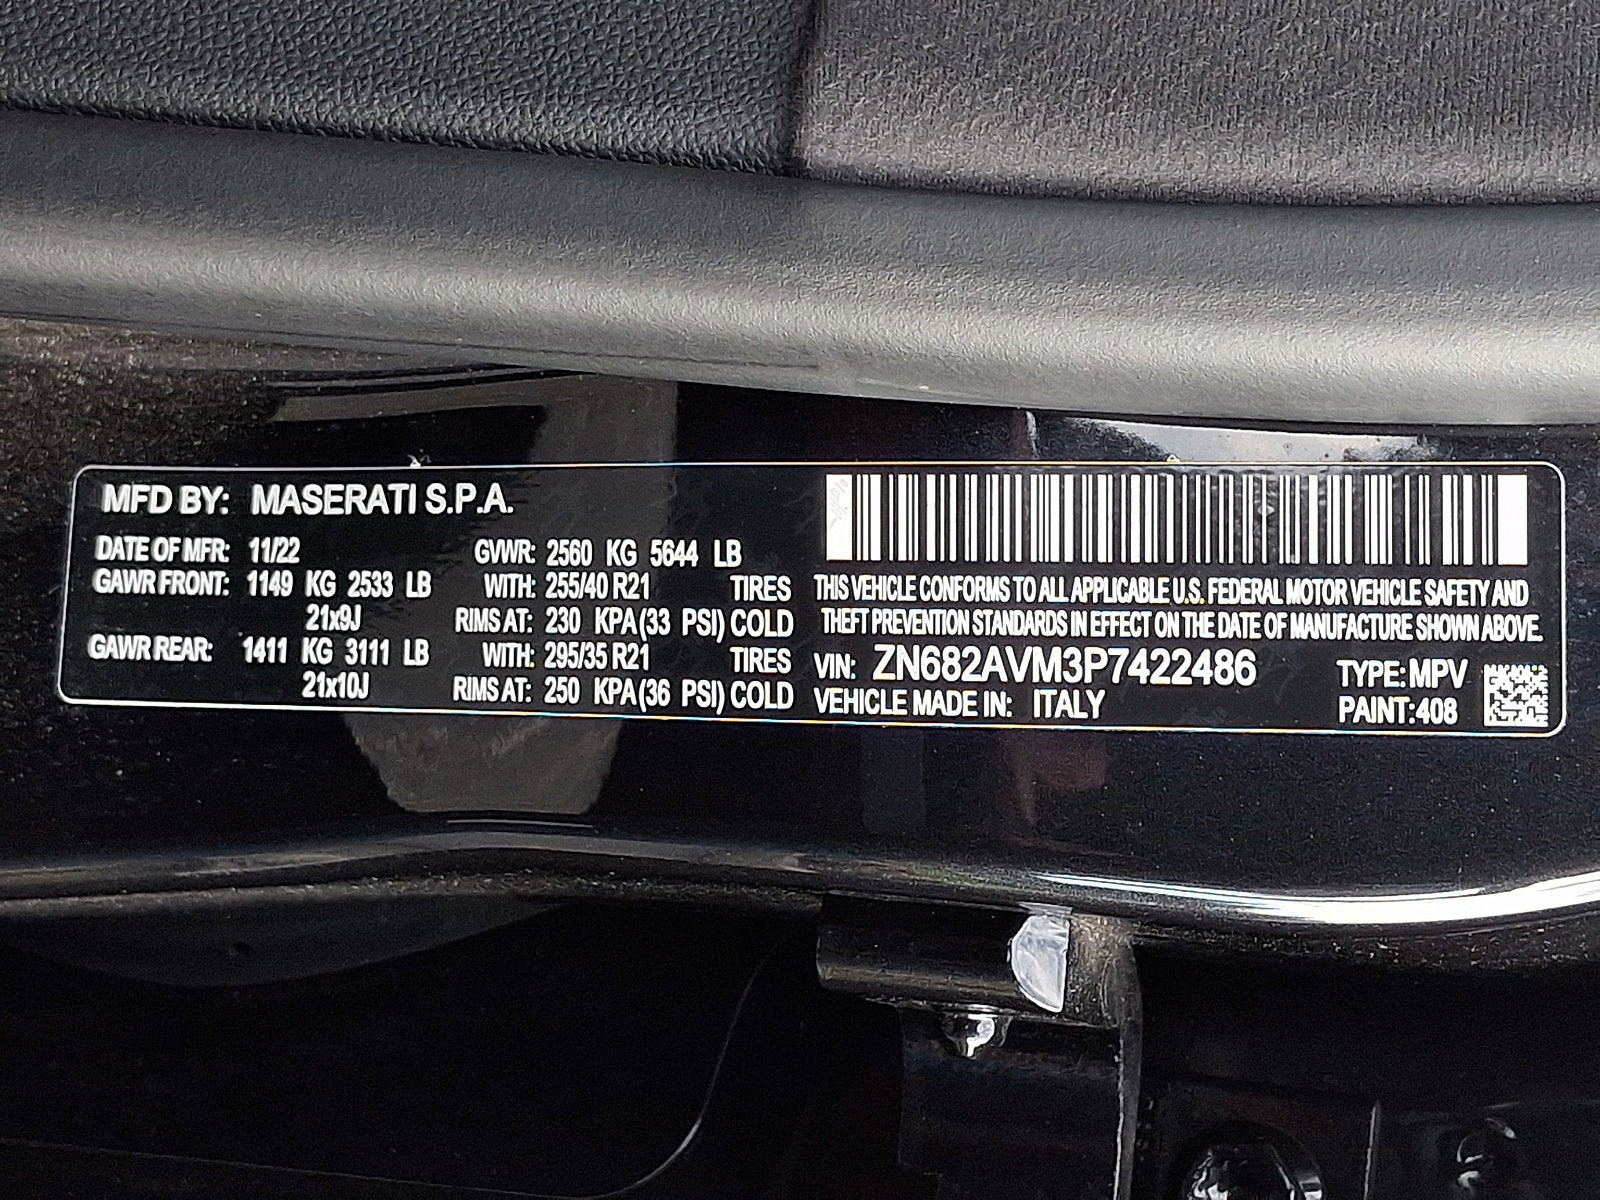 MFD BY: MASERATI S.P.A.
DATE OF MFR: 11/22 GVWR: 2560 KG 5644 LB
GAWR FRONT: 1149 KG 2533 LB WITH: 255/40 R21 TIRES
21x9J RIMS AT: 230 KPA(33 PSI) COLD
GAWR REAR: 1411 KG 3111 LB WITH: 295/35 R21 TIRES
21x10J RIMS AT: 250 KPA(36 PSI) COLD
THIS VEHICLE CONFORMS TO ALL APPLICABLE U.S. FEDERAL MOTOR VEHICLE SAFETY AND
THEFT PREVENTION STANDARDS IN EFFECT ON THE DATE OF MANUFACTURE SHOWN ABOVE.
VIN: ZN682AVM3P7422486 TYPE: MPV
VEHICLE MADE IN: ITALY PAINT:408